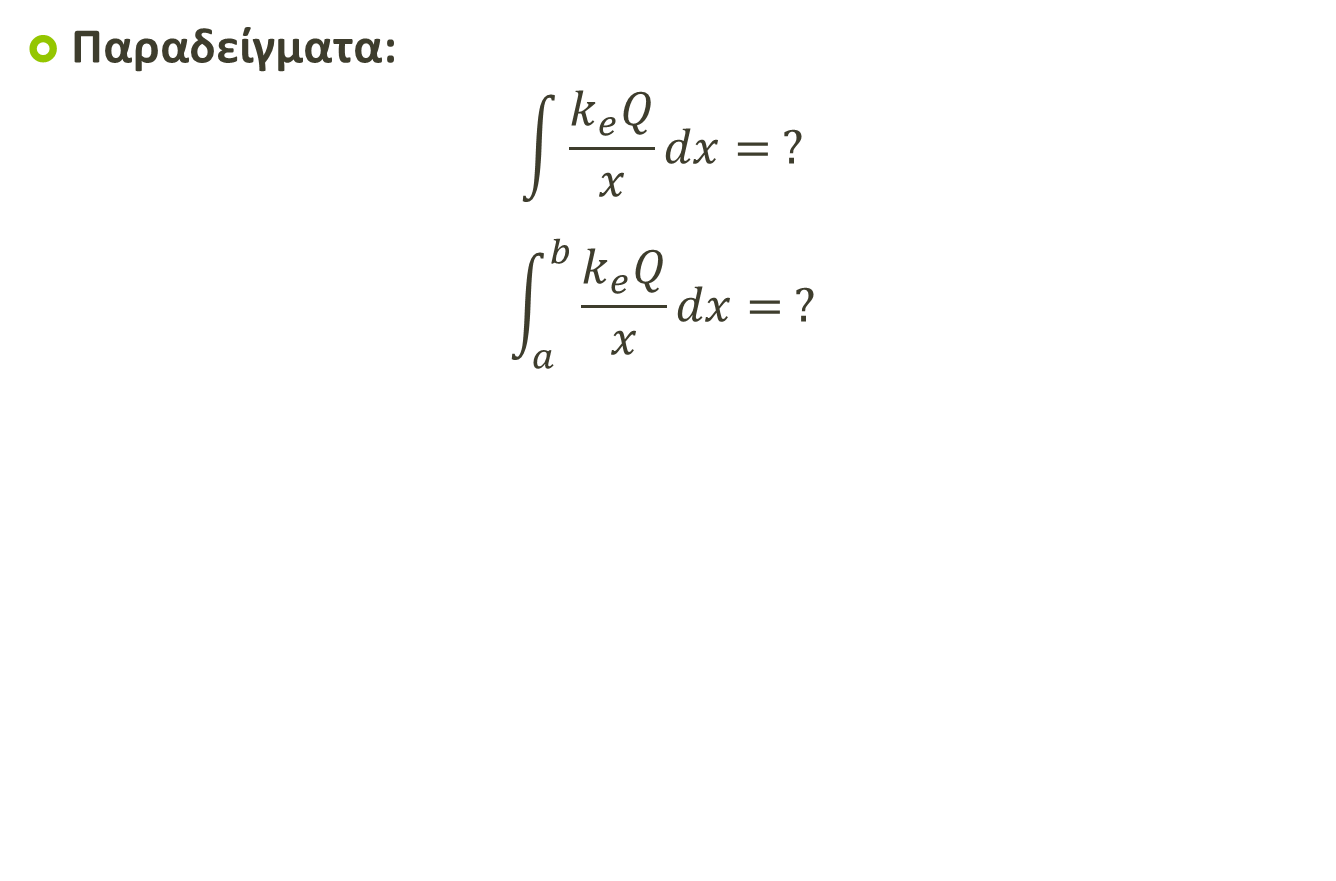 Παραδείγματα:
∫ k_e Q / x dx = ?
∫_a^b k_e Q / x dx = ?